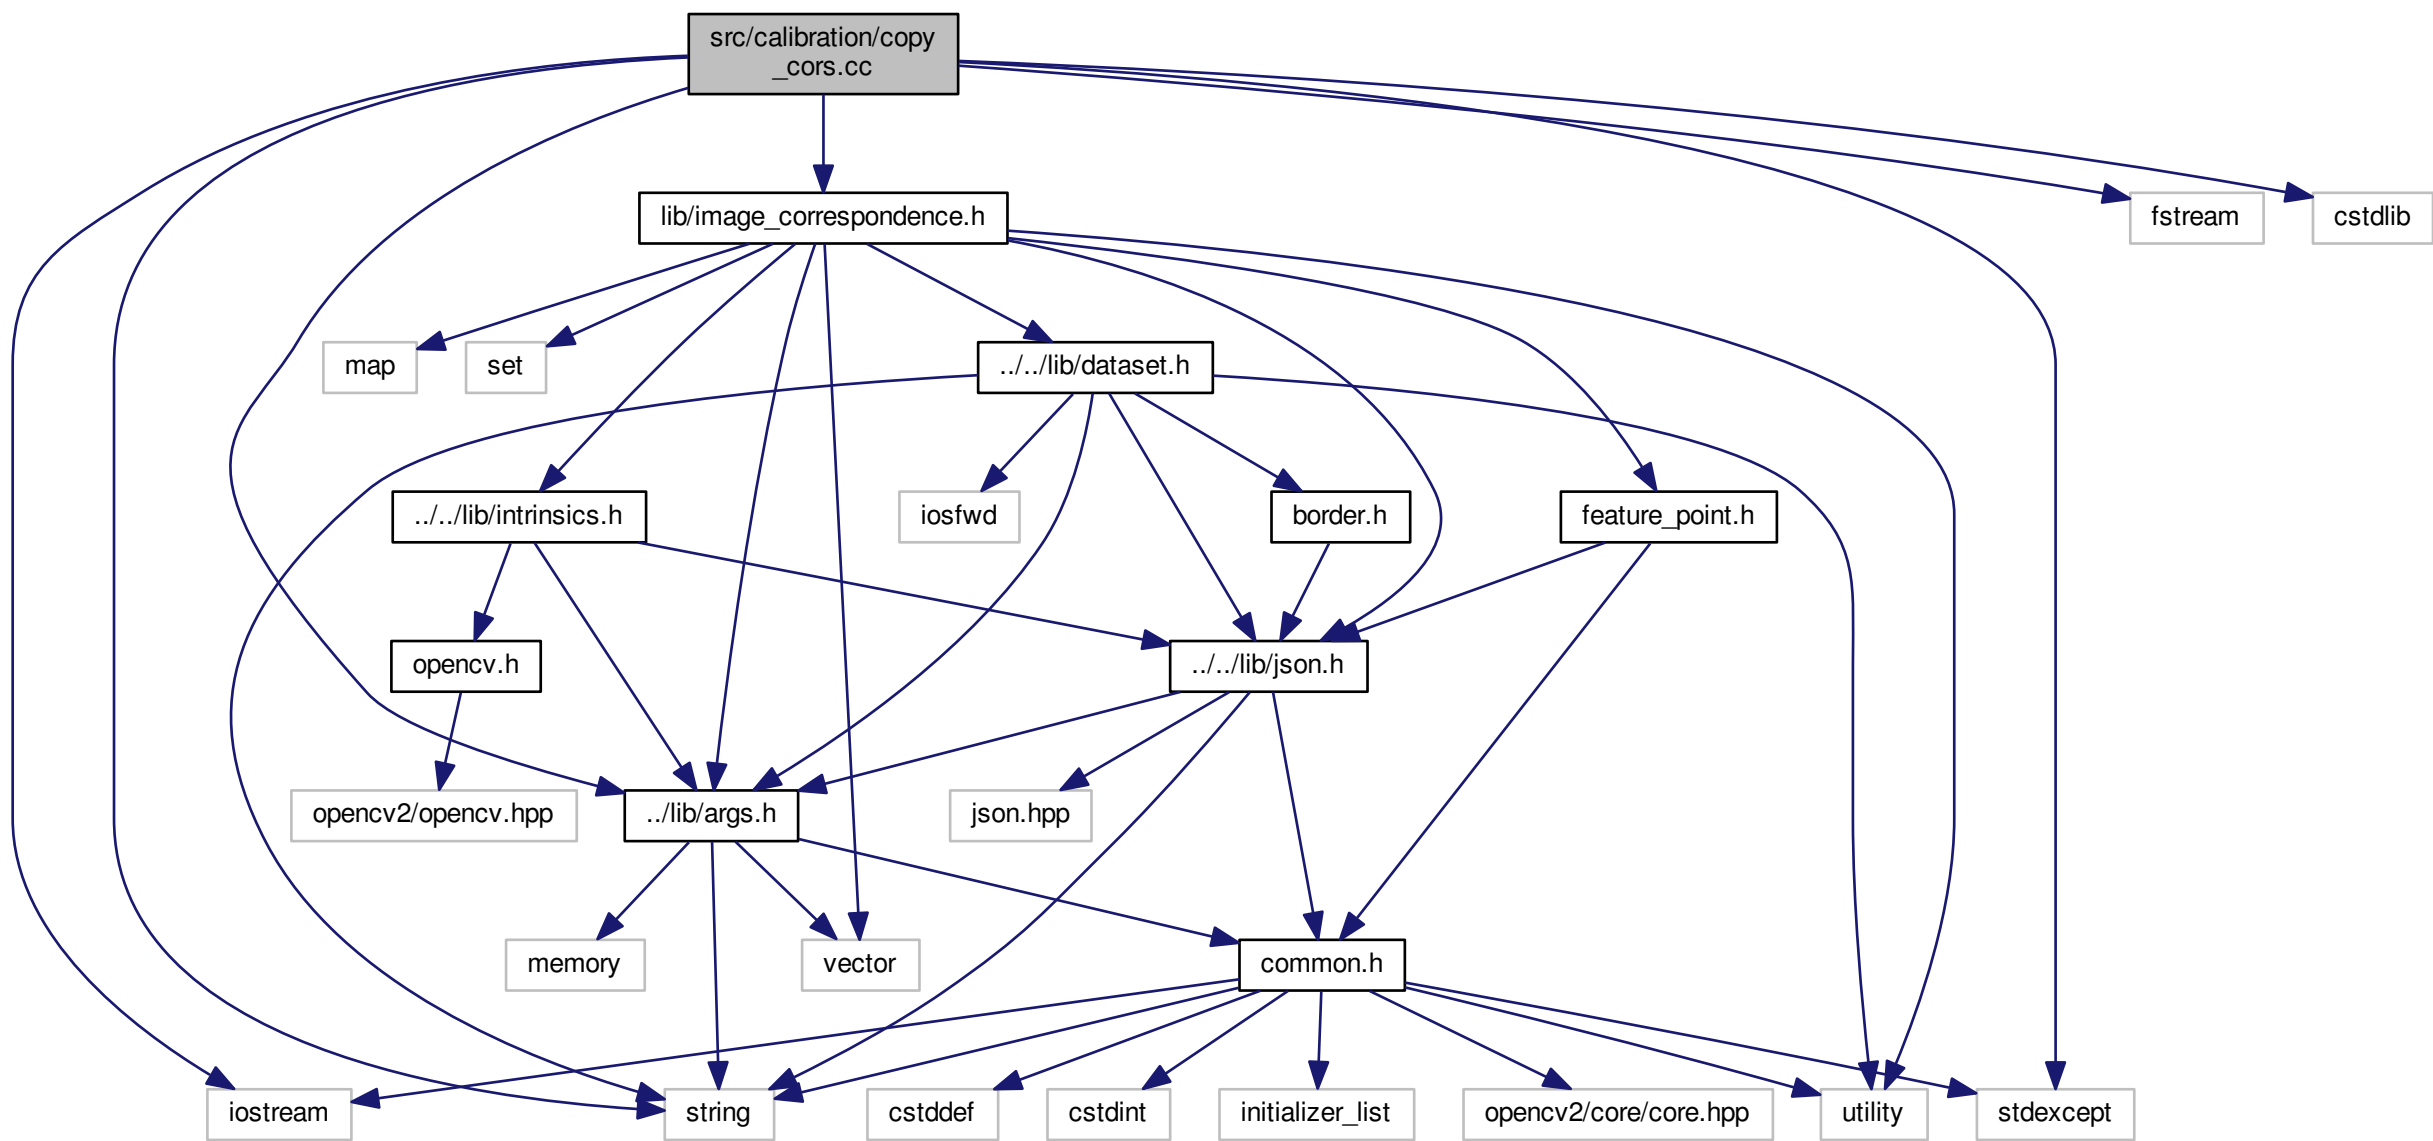 src/calibration/copy
_cors.cc
lib/image_correspondence.h
fstream
cstdlib
map
set
../../lib/dataset.h
../../lib/intrinsics.h
iosfwd
border.h
feature_point.h
opencv.h
../../lib/json.h
opencv2/opencv.hpp
../lib/args.h
json.hpp
memory
vector
common.h
iostream
string
cstddef
cstdint
initializer_list
opencv2/core/core.hpp
utility
stdexcept